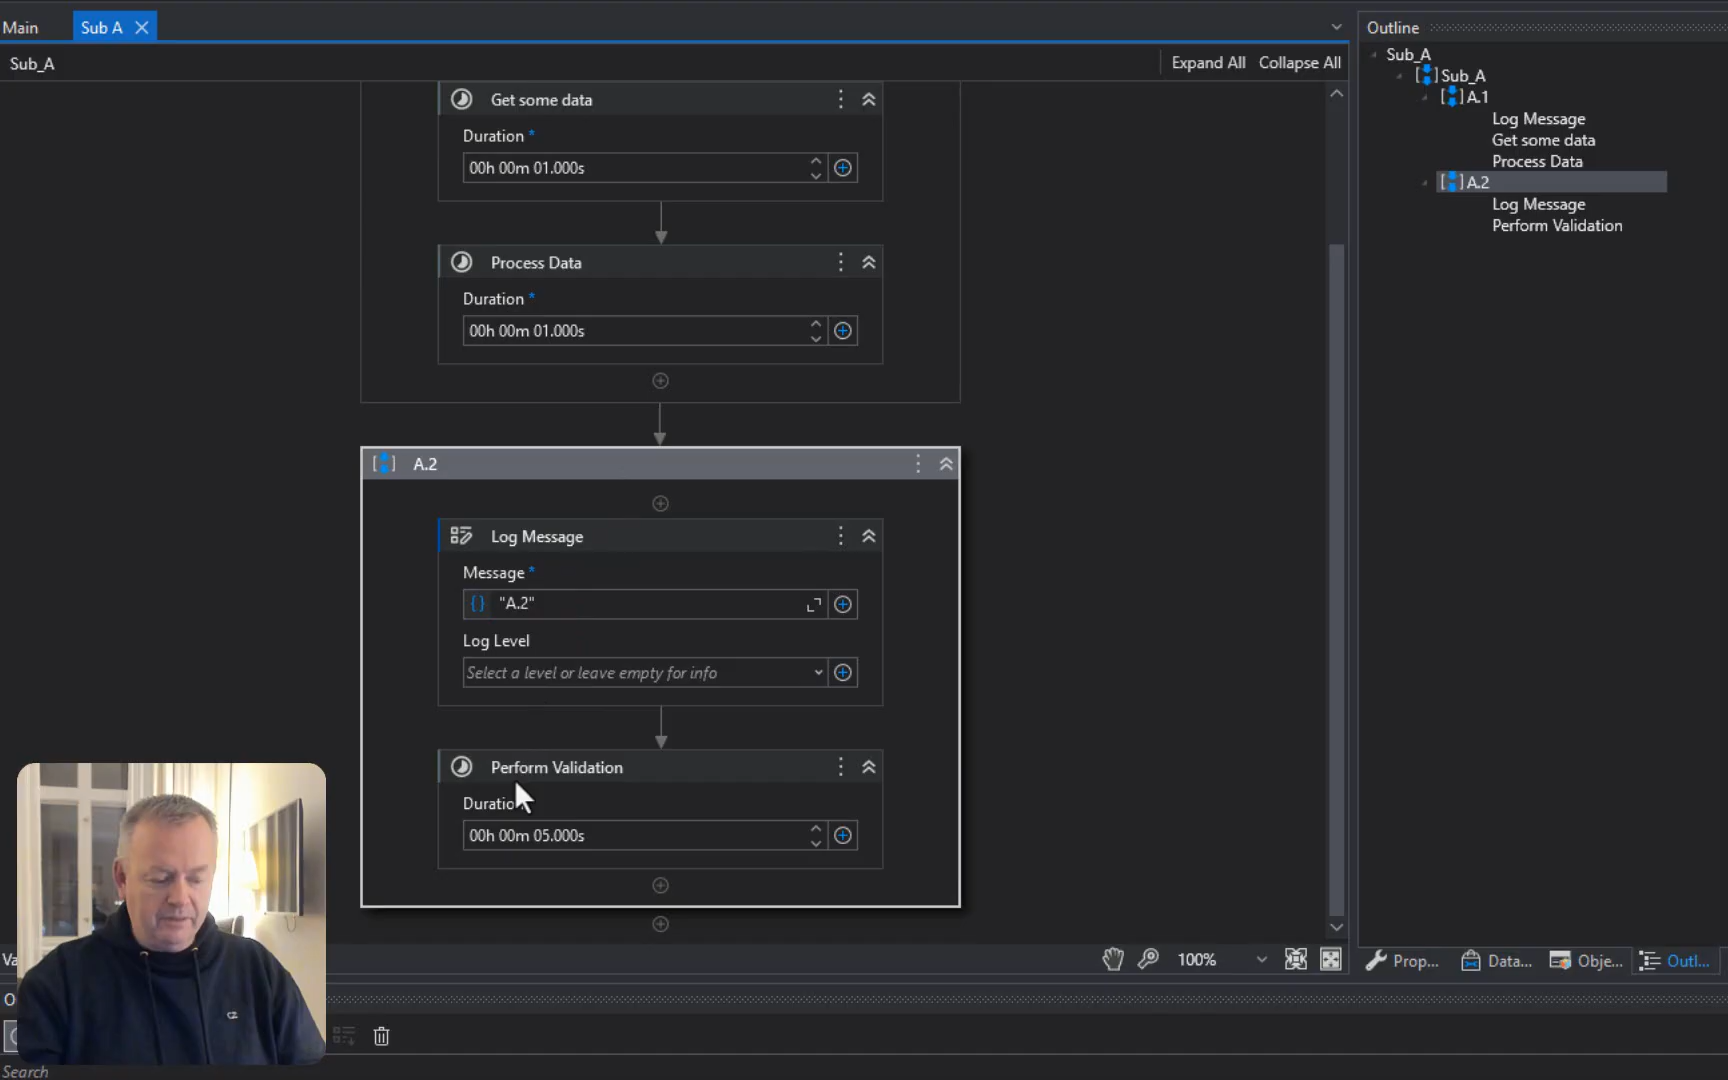 Main
Sub A
Sub_A
Expand All
Collapse All
Get some data
Duration *
00h 00m 01.000s
Process Data
Duration *
00h 00m 01.000s
A.2
Log Message
Message *
{} "A.2"
Log Level
Select a level or leave empty for info
Perform Validation
00h 00m 05.000s
100%
Search
Outline
Sub_A
Sub_A
A.1
Log Message
Get some data
Process Data
A.2
Log Message
Perform Validation
Prop...
Data...
Obje...
Outl...